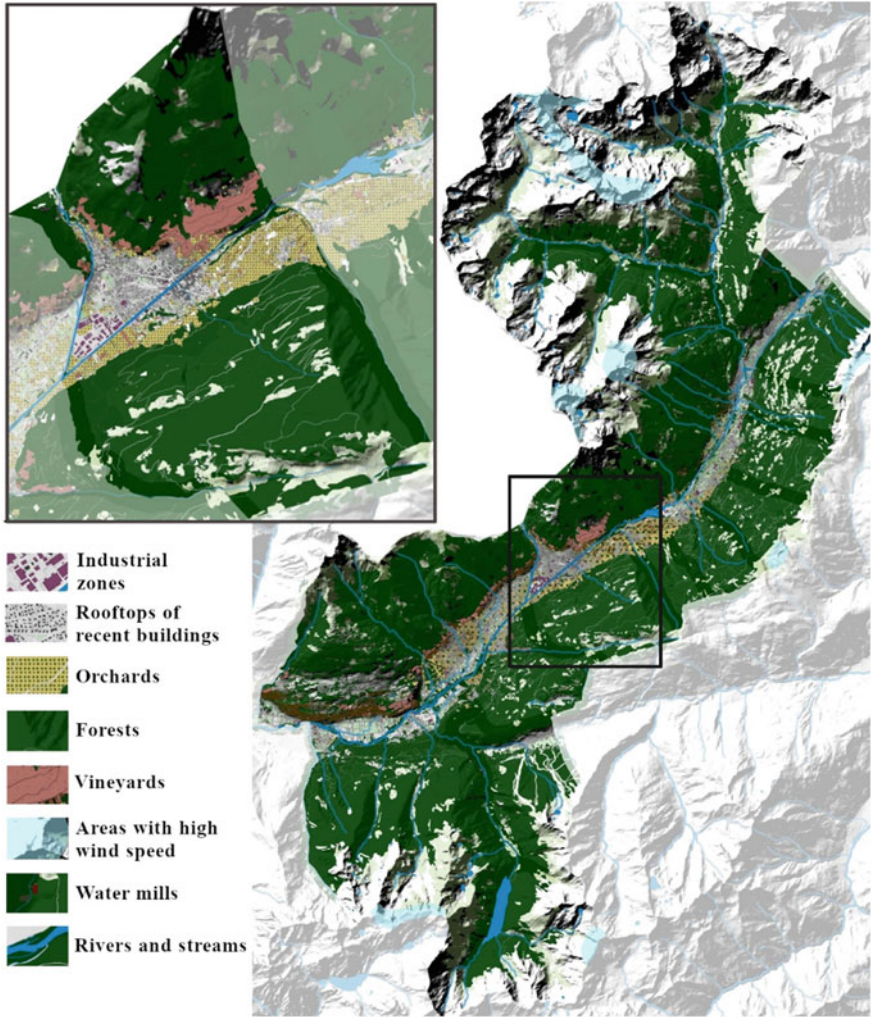 Industrial
zones
Rooftops of
recent buildings
Orchards
Forests
Vineyards
Areas with high
wind speed
Water mills
Rivers and streams